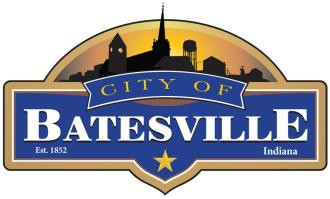 CITY OF
BATESVILLE
Est. 1852 Indiana